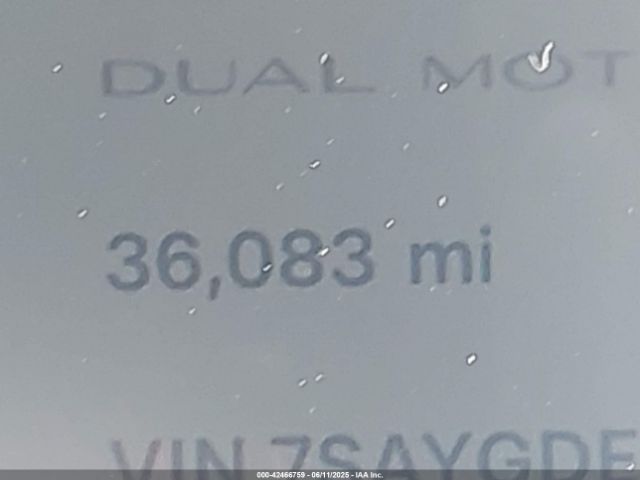 DUAL MOT
36,083 mi
VIN 7SAYGDE
000-42466759 - 06/11/2025 - IAA Inc.